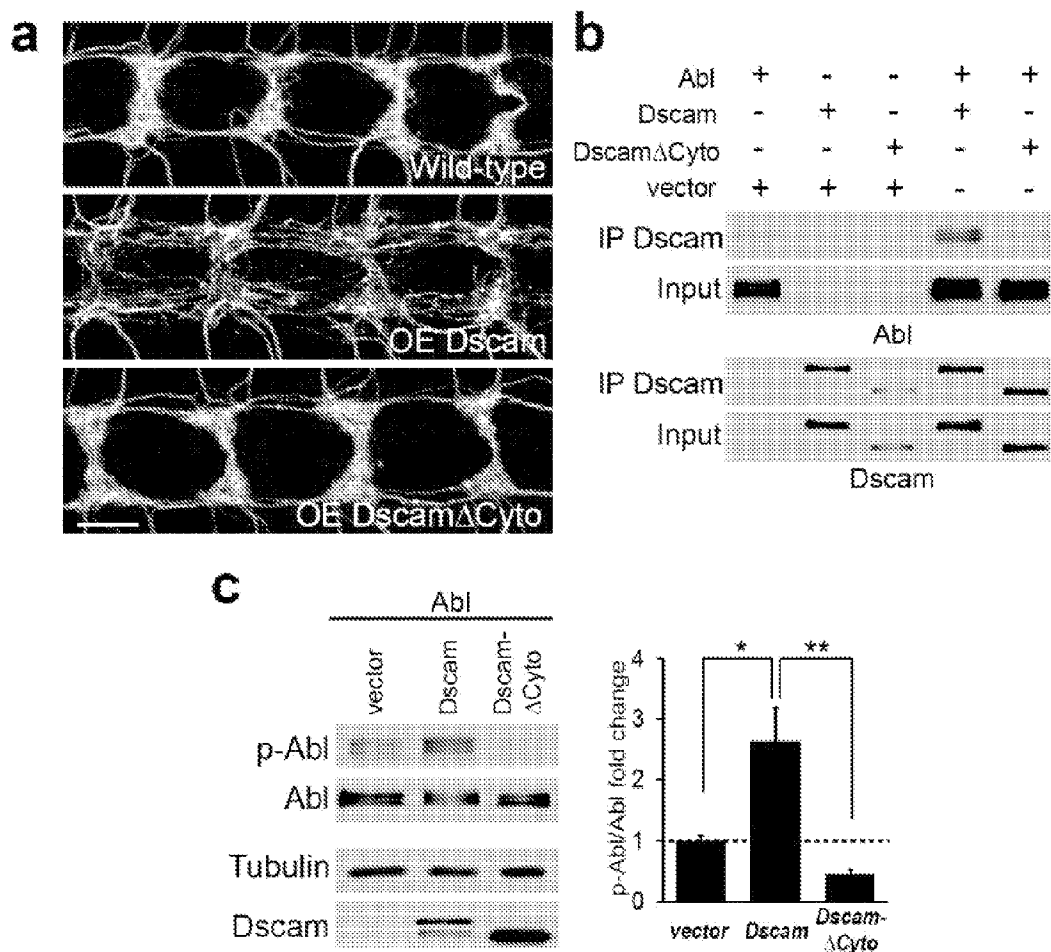 a
Wild-type
OE Dscam
OE DscamΔCyto
b
Abl + - - + +
Dscam - + - + -
DscamΔCyto - - + - +
vector + + + - -
IP Dscam
Input
Abl
IP Dscam
Input
Dscam
c
Abl
vector
Dscam
Dscam-
ΔCyto
p-Abl
Abl
Tubulin
Dscam
p-Abl/Abl fold change
4
3
2
1
0
* **
vector
Dscam
Dscam-
ΔCyto